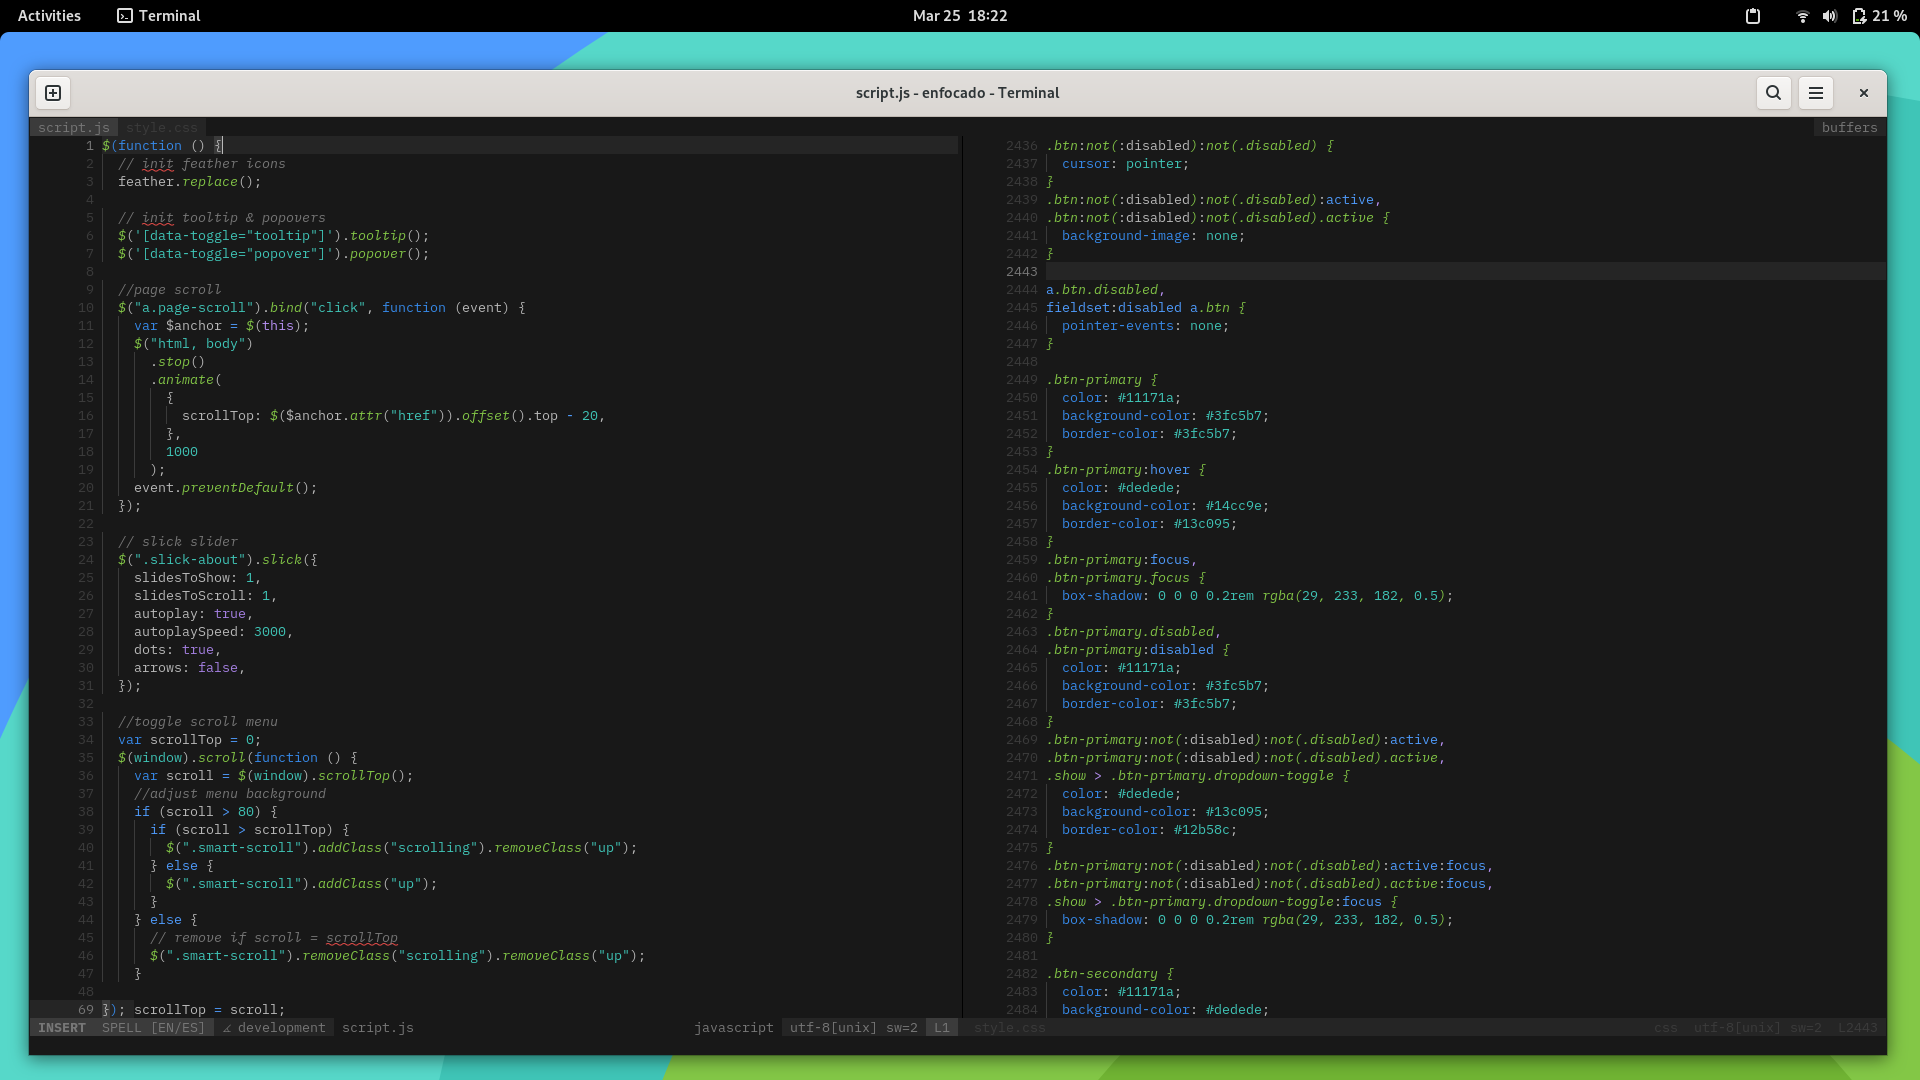 Activities Terminal Mar 25 18:22 21 %
script.js - enfocado - Terminal
script.js style.css buffers
1 $(function () {
2 // init feather icons
3 feather.replace();
4
5 // init tooltip & popovers
6 $('[data-toggle="tooltip"]').tooltip();
7 $('[data-toggle="popover"]').popover();
8
9 //page scroll
10 $("a.page-scroll").bind("click", function (event) {
11 var $anchor = $(this);
12 $("html, body")
13 .stop()
14 .animate(
15 {
16 scrollTop: $($anchor.attr("href")).offset().top - 20,
17 },
18 1000
19 );
20 event.preventDefault();
21 });
22
23 // slick slider
24 $(".slick-about").slick({
25 slidesToShow: 1,
26 slidesToScroll: 1,
27 autoplay: true,
28 autoplaySpeed: 3000,
29 dots: true,
30 arrows: false,
31 });
32
33 //toggle scroll menu
34 var scrollTop = 0;
35 $(window).scroll(function () {
36 var scroll = $(window).scrollTop();
37 //adjust menu background
38 if (scroll > 80) {
39 if (scroll > scrollTop) {
40 $(".smart-scroll").addClass("scrolling").removeClass("up");
41 } else {
42 $(".smart-scroll").addClass("up");
43 }
44 } else {
45 // remove if scroll = scrollTop
46 $(".smart-scroll").removeClass("scrolling").removeClass("up");
47 }
48
69 }); scrollTop = scroll;
INSERT SPELL [EN/ES] development script.js javascript utf-8[unix] sw=2 L1
2436 .btn:not(:disabled):not(.disabled) {
2437 cursor: pointer;
2438 }
2439 .btn:not(:disabled):not(.disabled):active,
2440 .btn:not(:disabled):not(.disabled).active {
2441 background-image: none;
2442 }
2443
2444 a.btn.disabled,
2445 fieldset:disabled a.btn {
2446 pointer-events: none;
2447 }
2448
2449 .btn-primary {
2450 color: #11171a;
2451 background-color: #3fc5b7;
2452 border-color: #3fc5b7;
2453 }
2454 .btn-primary:hover {
2455 color: #dedede;
2456 background-color: #14cc9e;
2457 border-color: #13c095;
2458 }
2459 .btn-primary:focus,
2460 .btn-primary.focus {
2461 box-shadow: 0 0 0 0.2rem rgba(29, 233, 182, 0.5);
2462 }
2463 .btn-primary.disabled,
2464 .btn-primary:disabled {
2465 color: #11171a;
2466 background-color: #3fc5b7;
2467 border-color: #3fc5b7;
2468 }
2469 .btn-primary:not(:disabled):not(.disabled):active,
2470 .btn-primary:not(:disabled):not(.disabled).active,
2471 .show > .btn-primary.dropdown-toggle {
2472 color: #dedede;
2473 background-color: #13c095;
2474 border-color: #12b58c;
2475 }
2476 .btn-primary:not(:disabled):not(.disabled):active:focus,
2477 .btn-primary:not(:disabled):not(.disabled).active:focus,
2478 .show > .btn-primary.dropdown-toggle:focus {
2479 box-shadow: 0 0 0 0.2rem rgba(29, 233, 182, 0.5);
2480 }
2481
2482 .btn-secondary {
2483 color: #11171a;
2484 background-color: #dedede;
style.css css utf-8[unix] sw=2 L2443